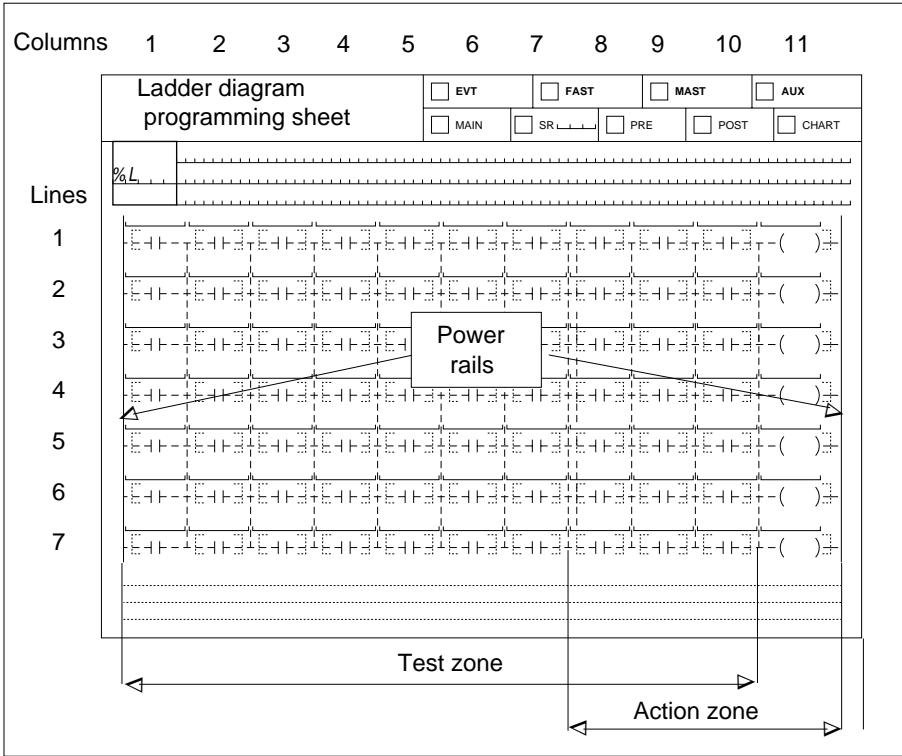 Columns 1 2 3 4 5 6 7 8 9 10 11
Ladder diagram
programming sheet
EVT FAST MAST AUX
MAIN SR PRE POST CHART
%L
Lines
1
2
3
Power
rails
4
5
6
7
Test zone
Action zone